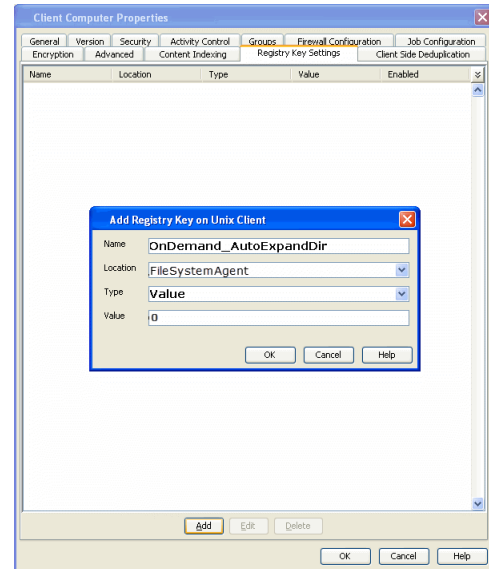 Client Computer Properties
General Version Security Activity Control Groups Firewall Configuration Job Configuration
Encryption Advanced Content Indexing Registry Key Settings Client Side Deduplication
Name Location Type Value Enabled
Add Registry Key on Unix Client
Name OnDemand_AutoExpandDir
Location FileSystemAgent
Type Value
Value 0
OK Cancel Help
Add Edit Delete
OK Cancel Help